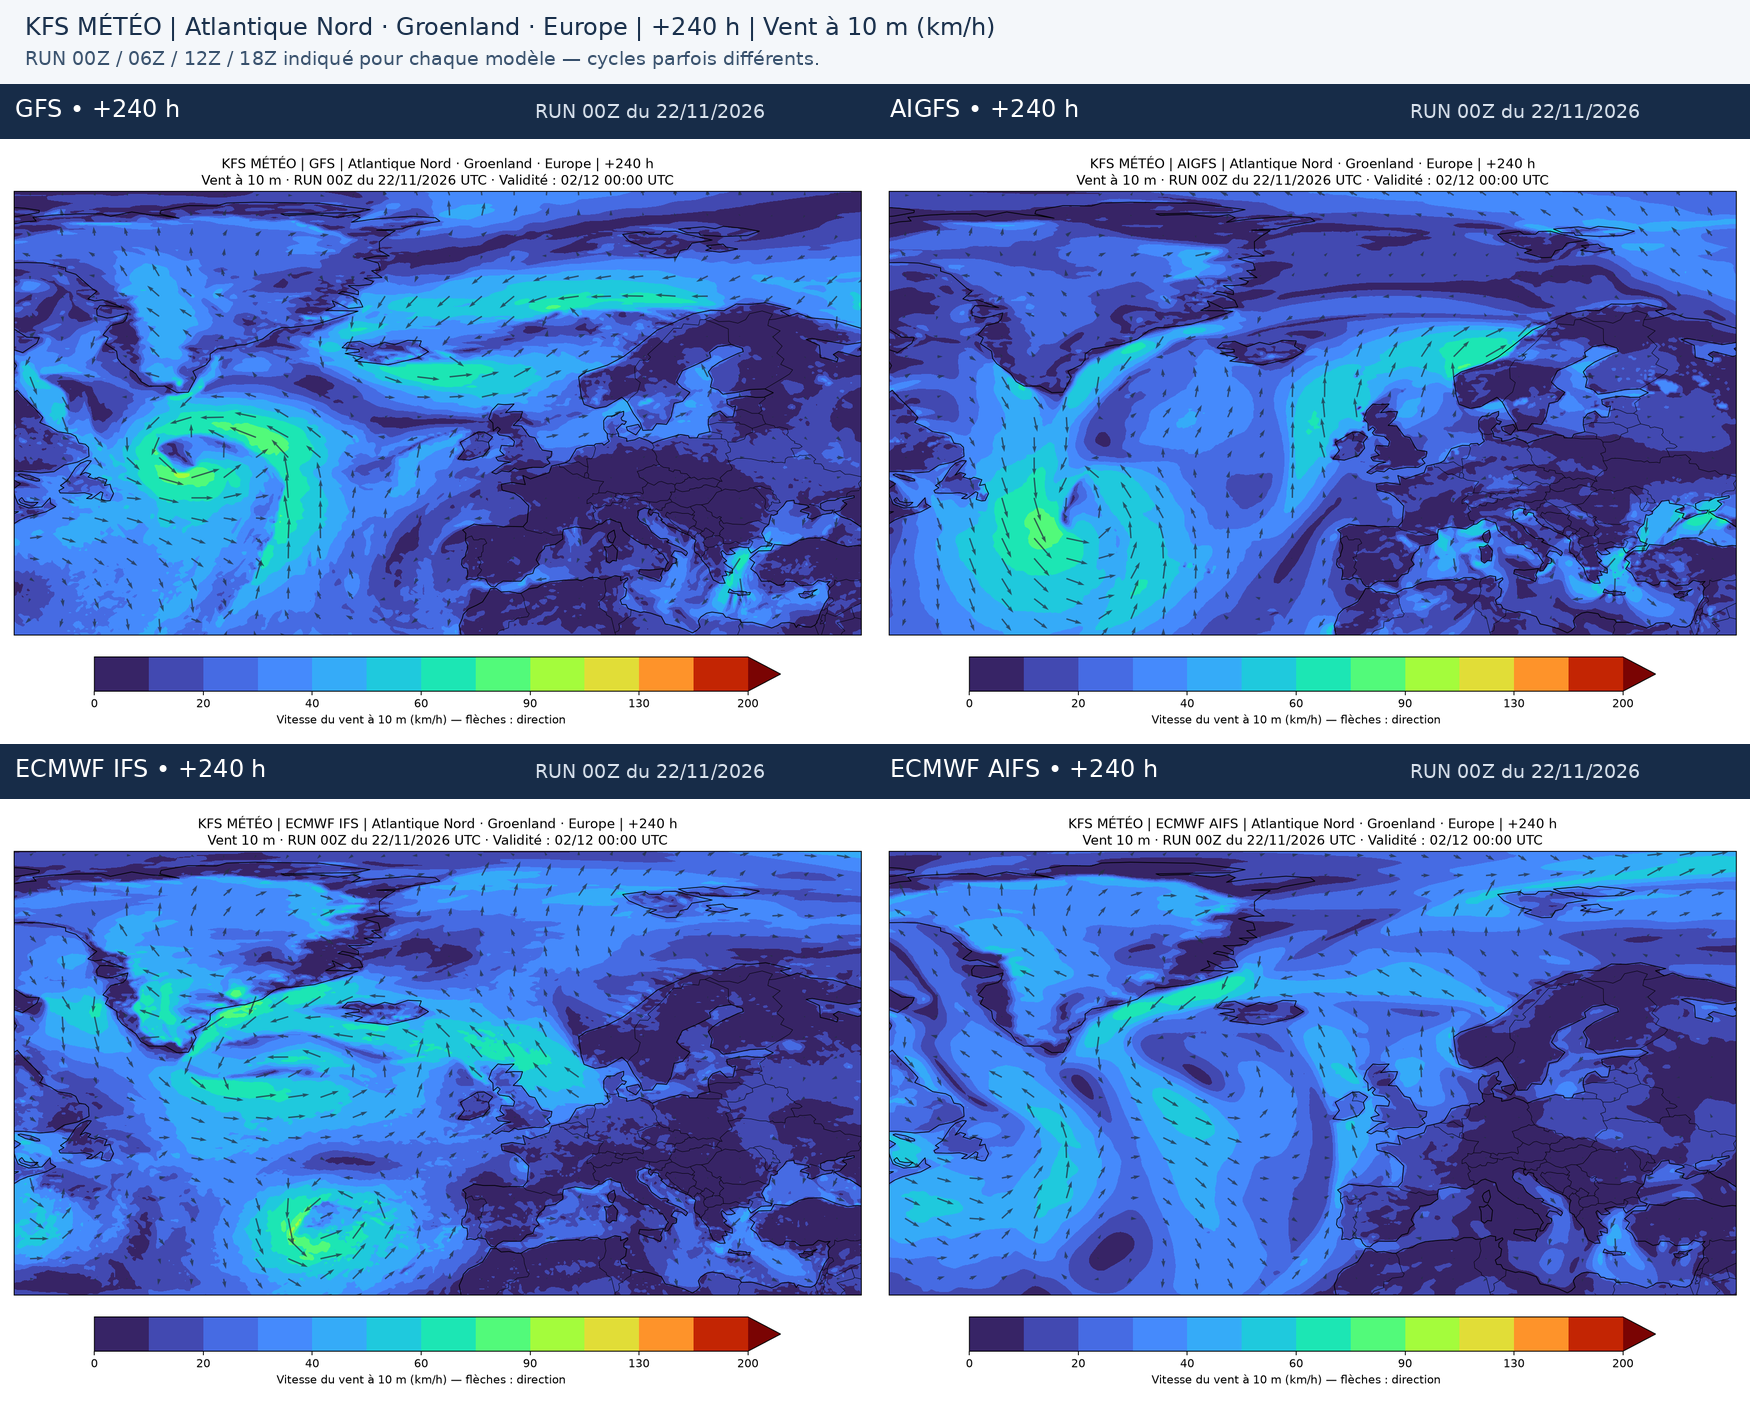 KFS MÉTÉO | Atlantique Nord · Groenland · Europe | +240 h | Vent à 10 m (km/h)
RUN 00Z / 06Z / 12Z / 18Z indiqué pour chaque modèle — cycles parfois différents.
GFS • +240 h
RUN 00Z du 22/11/2026
AIGFS • +240 h
RUN 00Z du 22/11/2026
KFS MÉTÉO | GFS | Atlantique Nord · Groenland · Europe | +240 h
Vent à 10 m · RUN 00Z du 22/11/2026 UTC · Validité : 02/12 00:00 UTC
KFS MÉTÉO | AIGFS | Atlantique Nord · Groenland · Europe | +240 h
Vent à 10 m · RUN 00Z du 22/11/2026 UTC · Validité : 02/12 00:00 UTC
0 20 40 60 90 130 200
Vitesse du vent à 10 m (km/h) — flèches : direction
0 20 40 60 90 130 200
Vitesse du vent à 10 m (km/h) — flèches : direction
ECMWF IFS • +240 h
RUN 00Z du 22/11/2026
ECMWF AIFS • +240 h
RUN 00Z du 22/11/2026
KFS MÉTÉO | ECMWF IFS | Atlantique Nord · Groenland · Europe | +240 h
Vent 10 m · RUN 00Z du 22/11/2026 UTC · Validité : 02/12 00:00 UTC
KFS MÉTÉO | ECMWF AIFS | Atlantique Nord · Groenland · Europe | +240 h
Vent 10 m · RUN 00Z du 22/11/2026 UTC · Validité : 02/12 00:00 UTC
0 20 40 60 90 130 200
Vitesse du vent à 10 m (km/h) — flèches : direction
0 20 40 60 90 130 200
Vitesse du vent à 10 m (km/h) — flèches : direction